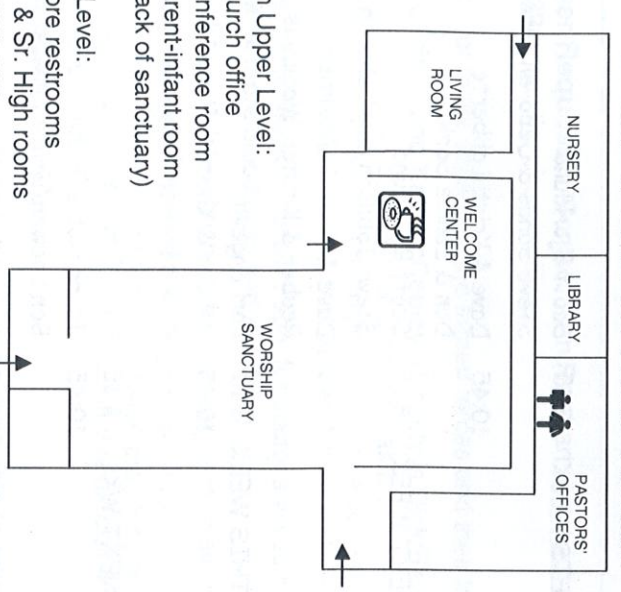 NURSERY
LIBRARY
PASTORS'
OFFICES
LIVING
ROOM
WELCOME
CENTER
WORSHIP
SANCTUARY
n Upper Level:
urch office
nference room
rent-infant room
ack of sanctuary)
Level:
ore restrooms
& Sr. High rooms